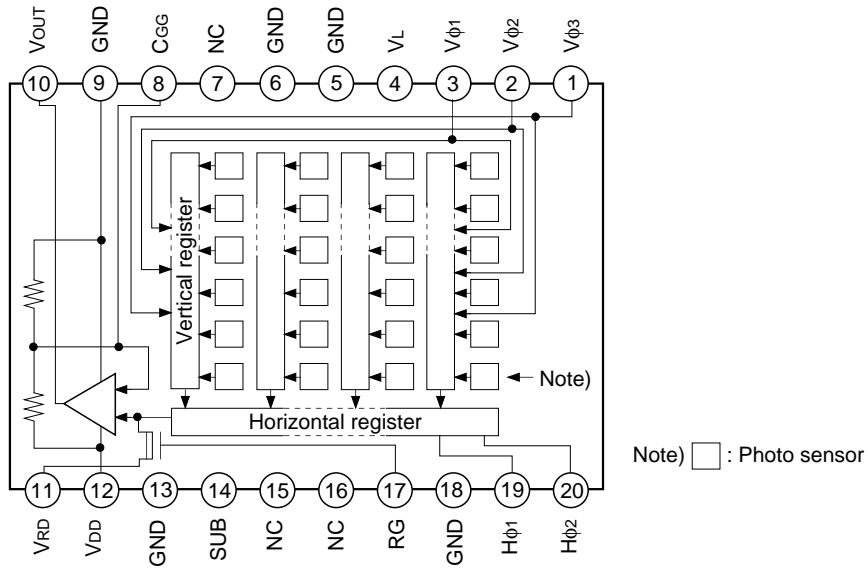 VOUT GND CGG NC GND GND VL Vϕ1 Vϕ2 Vϕ3
10 9 8 7 6 5 4 3 2 1
Vertical register
Note)
Horizontal register
Note) : Photo sensor
11 12 13 14 15 16 17 18 19 20
VRD VDD GND SUB NC NC RG GND Hϕ1 Hϕ2